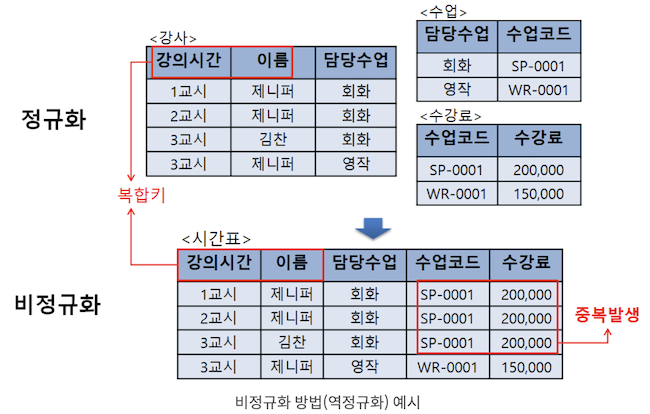 <강사>
강의시간 이름 담당수업
1교시 제니퍼 회화
2교시 제니퍼 회화
3교시 김찬 회화
3교시 제니퍼 영작
<수업>
담당수업 수업코드
회화 SP-0001
영작 WR-0001
<수강료>
수업코드 수강료
SP-0001 200,000
WR-0001 150,000
정규화
복합키
<시간표>
강의시간 이름 담당수업 수업코드 수강료
1교시 제니퍼 회화 SP-0001 200,000
2교시 제니퍼 회화 SP-0001 200,000
3교시 김찬 회화 SP-0001 200,000
3교시 제니퍼 영작 WR-0001 150,000
비정규화
중복발생
비정규화 방법(역정규화) 예시